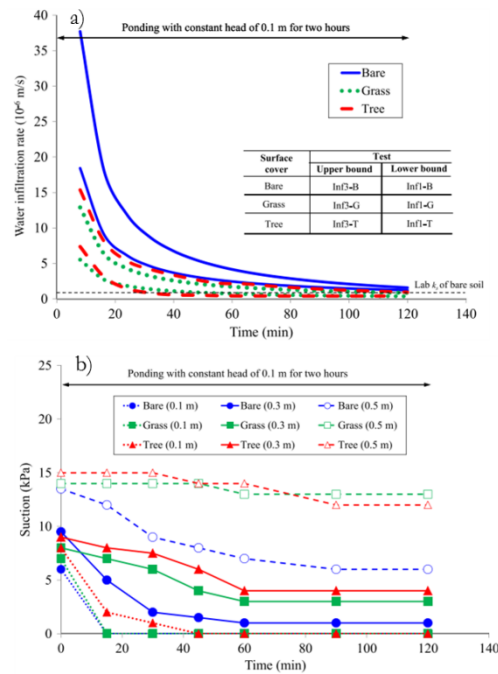 a)
Ponding with constant head of 0.1 m for two hours
Water infiltration rate (10⁻⁶ m/s)
40
35
30
25
20
15
10
5
0
Bare
Grass
Tree
Surface cover Test
Upper bound Lower bound
Bare Inf3-B Inf1-B
Grass Inf3-G Inf1-G
Tree Inf3-T Inf1-T
Lab ks of bare soil
0 20 40 60 80 100 120 140
Time (min)
b)
Ponding with constant head of 0.1 m for two hours
Bare (0.1 m) Bare (0.3 m) Bare (0.5 m)
Grass (0.1 m) Grass (0.3 m) Grass (0.5 m)
Tree (0.1 m) Tree (0.3 m) Tree (0.5 m)
Suction (kPa)
25
20
15
10
5
0
0 20 40 60 80 100 120 140
Time (min)